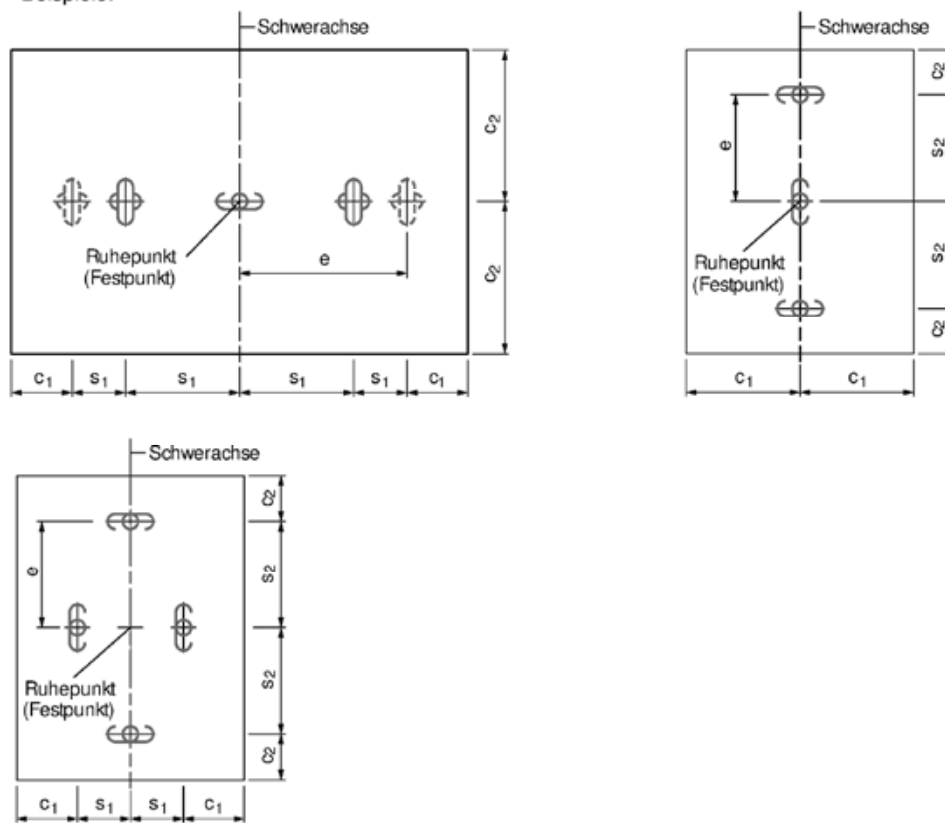 Schwerachse
c₂
c₂
Ruhepunkt
(Festpunkt)
e
c₁ s₁ s₁ s₁ s₁ c₁
Schwerachse
c₂
e
s₂
Ruhepunkt
(Festpunkt)
s₂
c₂
c₁ c₁
Schwerachse
c₂
e
s₂
Ruhepunkt
(Festpunkt)
s₂
c₂
c₁ s₁ s₁ c₁